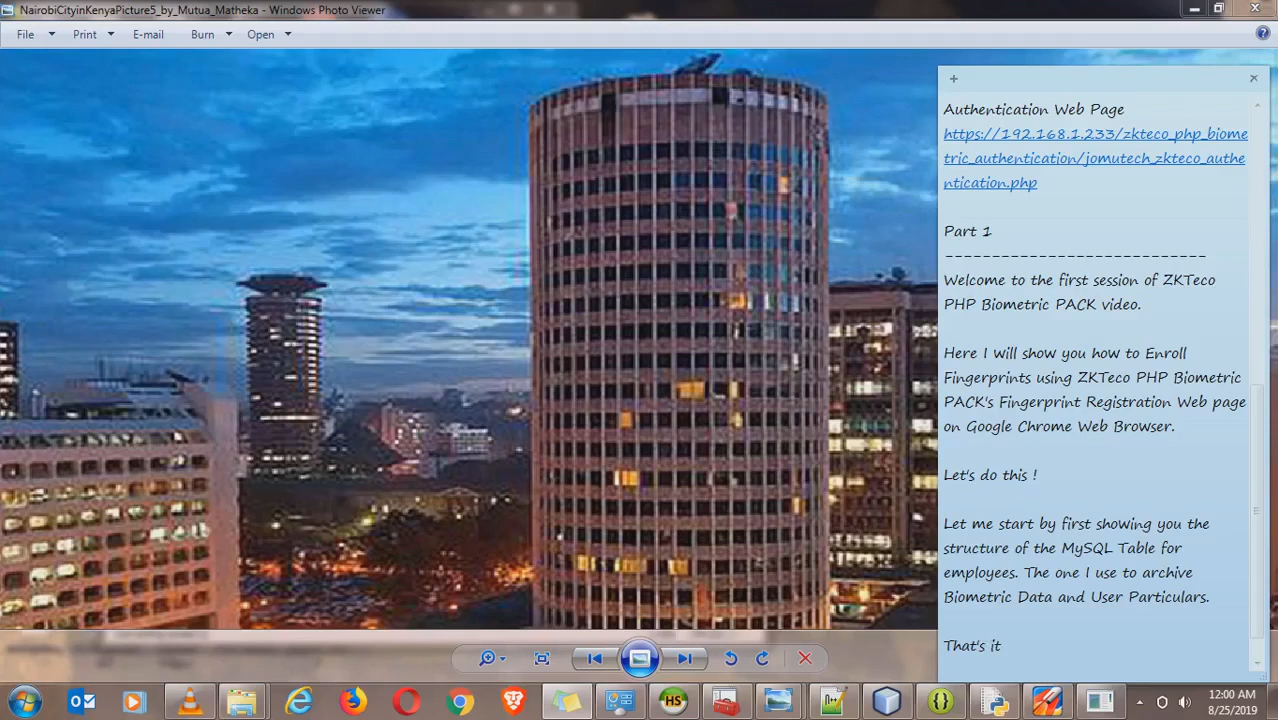 NairobiCityinKenyaPicture5_by_Mutua_Matheka - Windows Photo Viewer
File Print E-mail Burn Open
Authentication Web Page
https://192.168.1.233/zkteco_php_biome
tric_authentication/jomutech_zkteco_authe
ntication.php
Part 1
---------------------------
Welcome to the first session of ZKTeco
PHP Biometric PACK video.
Here I will show you how to Enroll
Fingerprints using ZKTeco PHP Biometric
PACK's Fingerprint Registration Web page
on Google Chrome Web Browser.
Let's do this !
Let me start by first showing you the
structure of the MySQL Table for
employees. The one I use to archive
Biometric Data and User Particulars.
That's it
HS
12:00 AM
8/25/2019